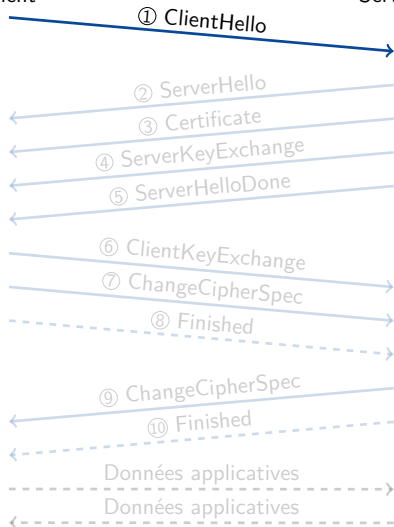 ① ClientHello
② ServerHello
③ Certificate
④ ServerKeyExchange
⑤ ServerHelloDone
⑥ ClientKeyExchange
⑦ ChangeCipherSpec
⑧ Finished
⑨ ChangeCipherSpec
⑩ Finished
Données applicatives
Données applicatives